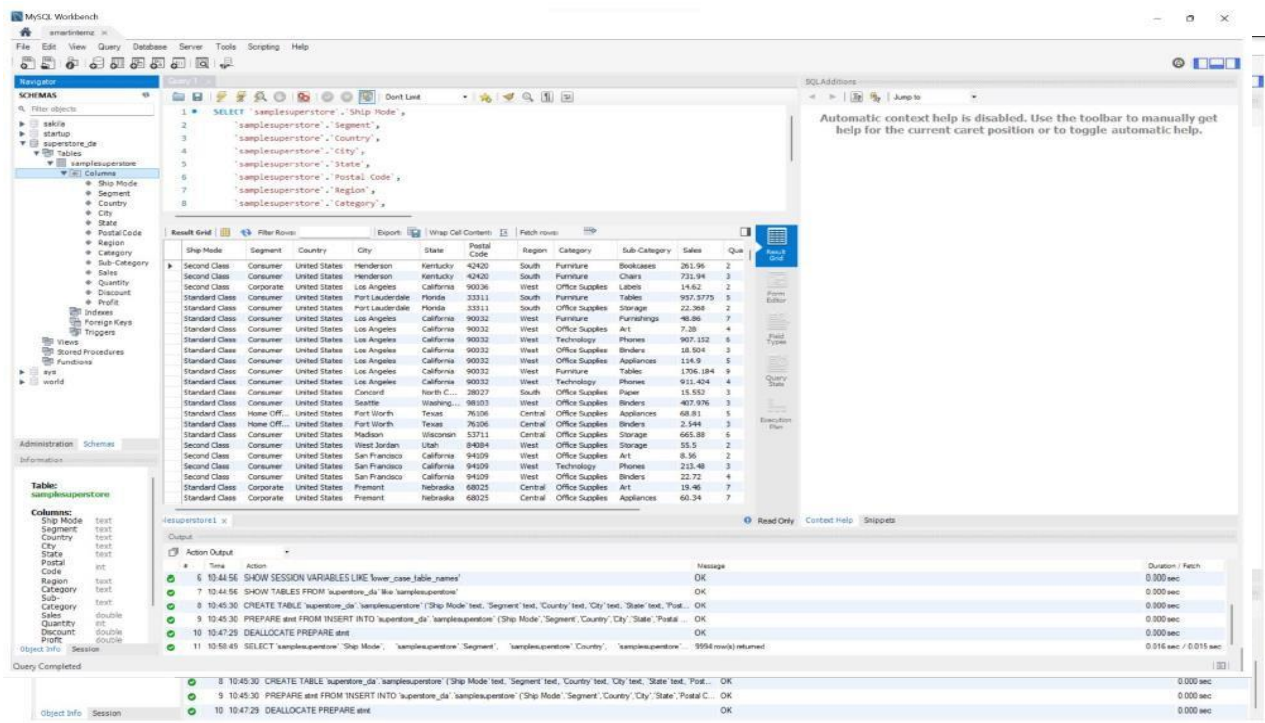 MySQL Workbench
smartinternz ×
File Edit View Query Database Server Tools Scripting Help
Navigator
SCHEMAS
Filter objects
sakila
startup
superstore_de
Tables
samplesuperstore
Columns
Ship Mode
Segment
Country
City
State
Postal Code
Region
Category
Sub-Category
Sales
Quantity
Discount
Profit
Indexes
Foreign Keys
Triggers
Views
Stored Procedures
Functions
sys
world
Administration Schemas
Information
Table:
samplesuperstore
Columns:
Ship Mode text
Segment text
Country text
City text
State text
Postal Code int
Region text
Category text
Sub-Category text
Sales double
Quantity int
Discount double
Profit double
Object Info Session
Query Completed
Query 1 ×
Don't Limit
1 SELECT `samplesuperstore`.`Ship Mode`,
2 `samplesuperstore`.`Segment`,
3 `samplesuperstore`.`Country`,
4 `samplesuperstore`.`City`,
5 `samplesuperstore`.`State`,
6 `samplesuperstore`.`Postal Code`,
7 `samplesuperstore`.`Region`,
8 `samplesuperstore`.`Category`,
Result Grid Filter Rows: Export: Wrap Cell Content: Fetch rows:
Ship Mode Segment Country City State Postal Code Region Category Sub-Category Sales Qua
Second Class Consumer United States Henderson Kentucky 42420 South Furniture Bookcases 261.96 2
Second Class Consumer United States Henderson Kentucky 42420 South Furniture Chairs 731.94 3
Second Class Corporate United States Los Angeles California 90036 West Office Supplies Labels 14.62 2
Standard Class Consumer United States Fort Lauderdale Florida 33311 South Furniture Tables 957.5775 5
Standard Class Consumer United States Fort Lauderdale Florida 33311 South Office Supplies Storage 22.368 2
Standard Class Consumer United States Los Angeles California 90032 West Furniture Furnishings 48.86 7
Standard Class Consumer United States Los Angeles California 90032 West Office Supplies Art 7.28 4
Standard Class Consumer United States Los Angeles California 90032 West Technology Phones 907.152 6
Standard Class Consumer United States Los Angeles California 90032 West Office Supplies Binders 18.504 3
Standard Class Consumer United States Los Angeles California 90032 West Office Supplies Appliances 114.9 5
Standard Class Consumer United States Los Angeles California 90032 West Furniture Tables 1706.184 9
Standard Class Consumer United States Los Angeles California 90032 West Technology Phones 911.424 4
Standard Class Consumer United States Concord North C... 28027 South Office Supplies Paper 15.552 3
Standard Class Consumer United States Seattle Washing... 98103 West Office Supplies Binders 407.976 3
Standard Class Home Off... United States Fort Worth Texas 76106 Central Office Supplies Appliances 68.81 5
Standard Class Home Off... United States Fort Worth Texas 76106 Central Office Supplies Binders 2.544 3
Standard Class Consumer United States Madison Wisconsin 53711 Central Office Supplies Storage 665.88 6
Second Class Consumer United States West Jordan Utah 84084 West Office Supplies Storage 55.5 2
Second Class Consumer United States San Francisco California 94109 West Office Supplies Art 8.56 2
Second Class Consumer United States San Francisco California 94109 West Technology Phones 213.48 3
Second Class Consumer United States San Francisco California 94109 West Office Supplies Binders 22.72 4
Standard Class Corporate United States Fremont Nebraska 68025 Central Office Supplies Art 19.46 7
Standard Class Corporate United States Fremont Nebraska 68025 Central Office Supplies Appliances 60.34 7
Result Grid
Form Editor
Field Types
Query Stats
Execution Plan
lesuperstore1 × Read Only
SQLAdditions
Jump to
Automatic context help is disabled. Use the toolbar to manually get
help for the current caret position or to toggle automatic help.
Context Help Snippets
Output
Action Output
# Time Action Message Duration / Fetch
6 10:44:56 SHOW SESSION VARIABLES LIKE 'lower_case_table_names' OK 0.000 sec
7 10:44:56 SHOW TABLES FROM `superstore_da` like 'samplesuperstore' OK 0.000 sec
8 10:45:30 CREATE TABLE `superstore_da`.`samplesuperstore` (`Ship Mode` text, `Segment` text, `Country` text, `City` text, `State` text, `Post... OK 0.000 sec
9 10:45:30 PREPARE stmt FROM 'INSERT INTO `superstore_da`.`samplesuperstore` (`Ship Mode`,`Segment`,`Country`,`City`,`State`,`Postal ... OK 0.000 sec
10 10:47:29 DEALLOCATE PREPARE stmt OK 0.000 sec
11 10:58:49 SELECT `samplesuperstore`.`Ship Mode`, `samplesuperstore`.`Segment`, `samplesuperstore`.`Country`, `samplesuperstore`... 9994 row(s) returned 0.016 sec / 0.015 sec
8 10:45:30 CREATE TABLE `superstore_da`.`samplesuperstore` (`Ship Mode` text, `Segment` text, `Country` text, `City` text, `State` text, `Post... OK 0.000 sec
9 10:45:30 PREPARE stmt FROM 'INSERT INTO `superstore_da`.`samplesuperstore` (`Ship Mode`,`Segment`,`Country`,`City`,`State`,`Postal C... OK 0.000 sec
10 10:47:29 DEALLOCATE PREPARE stmt OK 0.000 sec
Object Info Session